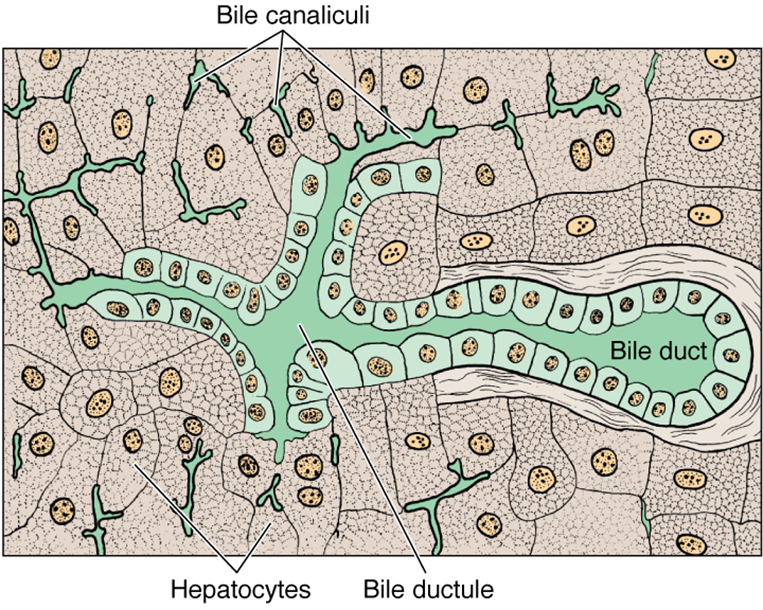 Bile canaliculi
Bile duct
Hepatocytes
Bile ductule